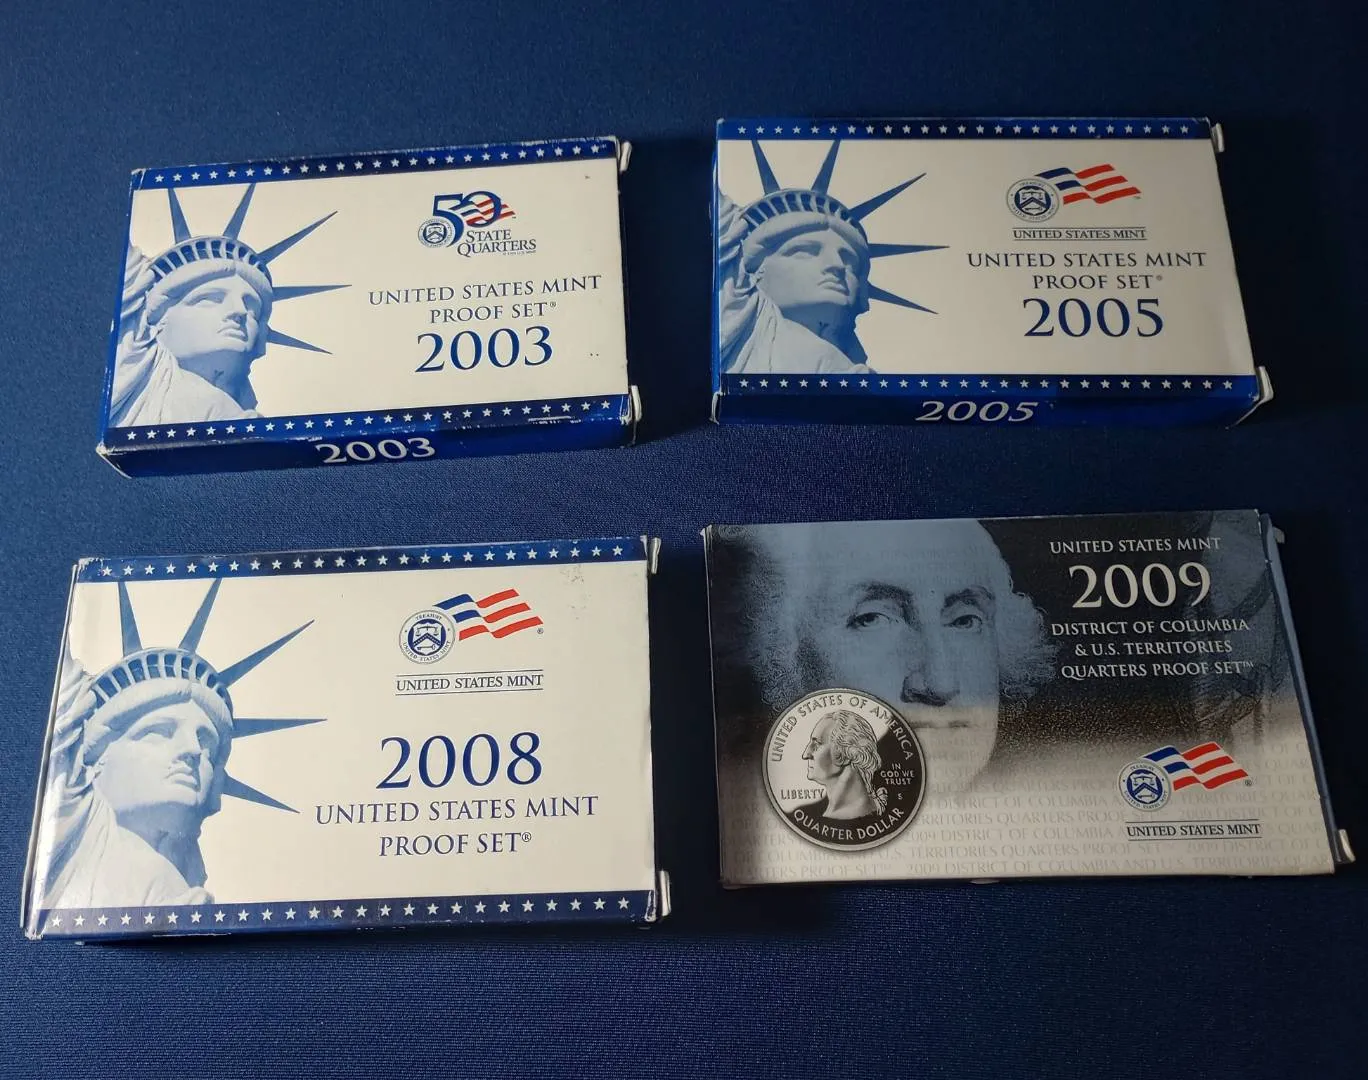 50
STATE
QUARTERS
UNITED STATES MINT
PROOF SET®
2003
2003
UNITED STATES MINT
UNITED STATES MINT
PROOF SET®
2005
2005
UNITED STATES MINT
2008
UNITED STATES MINT
PROOF SET®
UNITED STATES MINT
2009
DISTRICT OF COLUMBIA
& U.S. TERRITORIES
QUARTERS PROOF SET™
UNITED STATES OF AMERICA
IN
GOD WE
TRUST
LIBERTY
S
QUARTER DOLLAR
UNITED STATES MINT